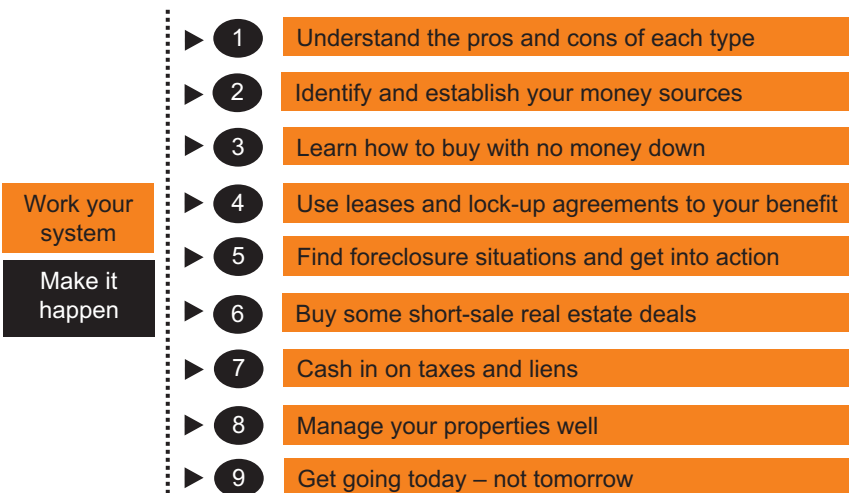 Work your
system
Make it
happen
1 Understand the pros and cons of each type
2 Identify and establish your money sources
3 Learn how to buy with no money down
4 Use leases and lock-up agreements to your benefit
5 Find foreclosure situations and get into action
6 Buy some short-sale real estate deals
7 Cash in on taxes and liens
8 Manage your properties well
9 Get going today – not tomorrow